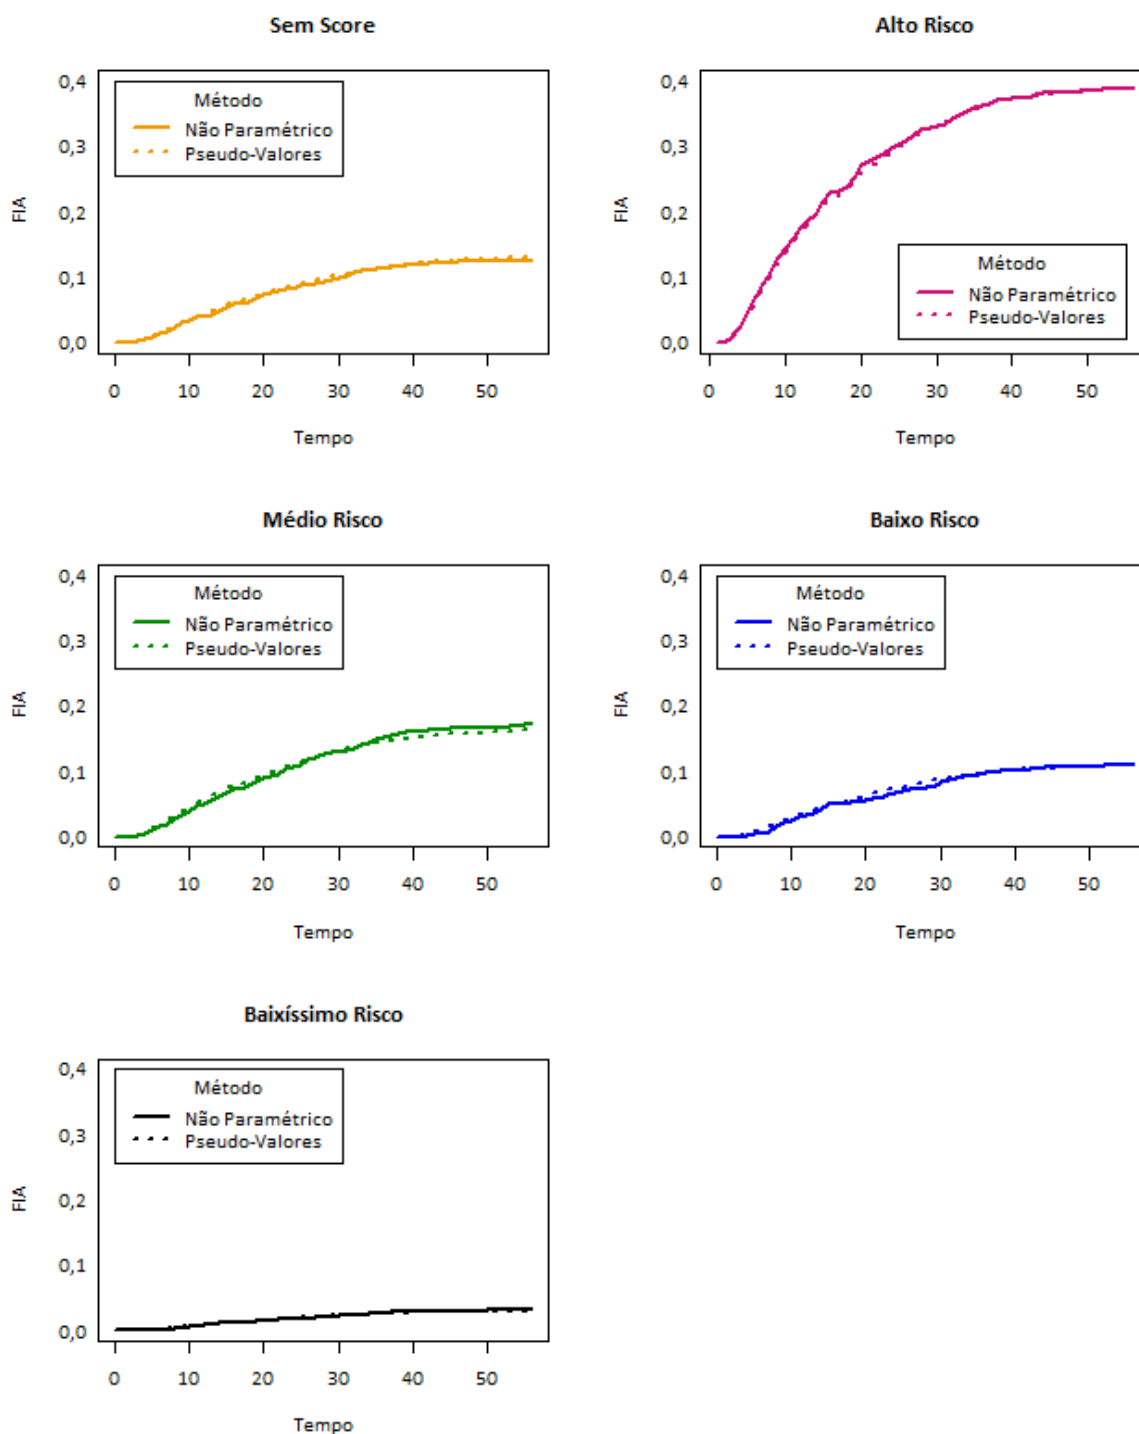 Sem Score
0,4
0,3
0,2
0,1
0,0
FIA
Método
Não Paramétrico
Pseudo-Valores
0 10 20 30 40 50
Tempo
Alto Risco
0,4
0,3
0,2
0,1
0,0
FIA
Método
Não Paramétrico
Pseudo-Valores
0 10 20 30 40 50
Tempo
Médio Risco
0,4
0,3
0,2
0,1
0,0
FIA
Método
Não Paramétrico
Pseudo-Valores
0 10 20 30 40 50
Tempo
Baixo Risco
0,4
0,3
0,2
0,1
0,0
FIA
Método
Não Paramétrico
Pseudo-Valores
0 10 20 30 40 50
Tempo
Baixíssimo Risco
0,4
0,3
0,2
0,1
0,0
FIA
Método
Não Paramétrico
Pseudo-Valores
0 10 20 30 40 50
Tempo